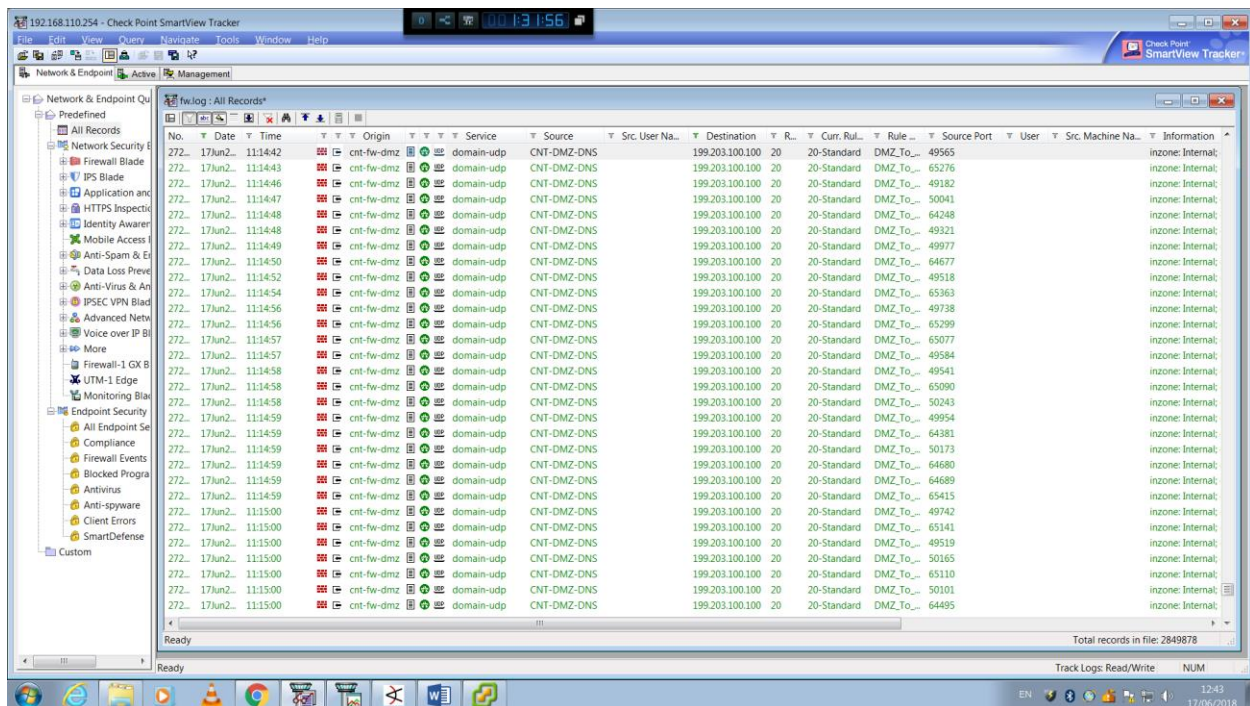 192.168.110.254 - Check Point SmartView Tracker
0 00 1:31:56
File Edit View Query Navigate Tools Window Help
Check Point
SmartView Tracker
Network & Endpoint Active Management
Network & Endpoint Qu
Predefined
All Records
Network Security E
Firewall Blade
IPS Blade
Application and
HTTPS Inspectio
Identity Awaren
Mobile Access
Anti-Spam & E
Data Loss Preve
Anti-Virus & An
IPSEC VPN Blad
Advanced Netw
Voice over IP Bl
More
Firewall-1 GX B
UTM-1 Edge
Monitoring Blad
Endpoint Security
All Endpoint Se
Compliance
Firewall Events
Blocked Progra
Antivirus
Anti-spyware
Client Errors
SmartDefense
Custom
fw.log : All Records*
No. Date Time Origin Service Source Src. User Na... Destination R... Curr. Rul... Rule ... Source Port User Src. Machine Na... Information
272... 17Jun2... 11:14:42 cnt-fw-dmz domain-udp CNT-DMZ-DNS 199.203.100.100 20 20-Standard DMZ_To_... 49565 inzone: Internal;
272... 17Jun2... 11:14:43 cnt-fw-dmz domain-udp CNT-DMZ-DNS 199.203.100.100 20 20-Standard DMZ_To_... 65276 inzone: Internal;
272... 17Jun2... 11:14:46 cnt-fw-dmz domain-udp CNT-DMZ-DNS 199.203.100.100 20 20-Standard DMZ_To_... 49182 inzone: Internal;
272... 17Jun2... 11:14:47 cnt-fw-dmz domain-udp CNT-DMZ-DNS 199.203.100.100 20 20-Standard DMZ_To_... 50041 inzone: Internal;
272... 17Jun2... 11:14:48 cnt-fw-dmz domain-udp CNT-DMZ-DNS 199.203.100.100 20 20-Standard DMZ_To_... 64248 inzone: Internal;
272... 17Jun2... 11:14:48 cnt-fw-dmz domain-udp CNT-DMZ-DNS 199.203.100.100 20 20-Standard DMZ_To_... 49321 inzone: Internal;
272... 17Jun2... 11:14:49 cnt-fw-dmz domain-udp CNT-DMZ-DNS 199.203.100.100 20 20-Standard DMZ_To_... 49977 inzone: Internal;
272... 17Jun2... 11:14:50 cnt-fw-dmz domain-udp CNT-DMZ-DNS 199.203.100.100 20 20-Standard DMZ_To_... 64677 inzone: Internal;
272... 17Jun2... 11:14:52 cnt-fw-dmz domain-udp CNT-DMZ-DNS 199.203.100.100 20 20-Standard DMZ_To_... 49518 inzone: Internal;
272... 17Jun2... 11:14:54 cnt-fw-dmz domain-udp CNT-DMZ-DNS 199.203.100.100 20 20-Standard DMZ_To_... 65363 inzone: Internal;
272... 17Jun2... 11:14:56 cnt-fw-dmz domain-udp CNT-DMZ-DNS 199.203.100.100 20 20-Standard DMZ_To_... 49738 inzone: Internal;
272... 17Jun2... 11:14:56 cnt-fw-dmz domain-udp CNT-DMZ-DNS 199.203.100.100 20 20-Standard DMZ_To_... 65299 inzone: Internal;
272... 17Jun2... 11:14:57 cnt-fw-dmz domain-udp CNT-DMZ-DNS 199.203.100.100 20 20-Standard DMZ_To_... 65077 inzone: Internal;
272... 17Jun2... 11:14:57 cnt-fw-dmz domain-udp CNT-DMZ-DNS 199.203.100.100 20 20-Standard DMZ_To_... 49584 inzone: Internal;
272... 17Jun2... 11:14:58 cnt-fw-dmz domain-udp CNT-DMZ-DNS 199.203.100.100 20 20-Standard DMZ_To_... 49541 inzone: Internal;
272... 17Jun2... 11:14:58 cnt-fw-dmz domain-udp CNT-DMZ-DNS 199.203.100.100 20 20-Standard DMZ_To_... 65090 inzone: Internal;
272... 17Jun2... 11:14:58 cnt-fw-dmz domain-udp CNT-DMZ-DNS 199.203.100.100 20 20-Standard DMZ_To_... 50243 inzone: Internal;
272... 17Jun2... 11:14:59 cnt-fw-dmz domain-udp CNT-DMZ-DNS 199.203.100.100 20 20-Standard DMZ_To_... 49954 inzone: Internal;
272... 17Jun2... 11:14:59 cnt-fw-dmz domain-udp CNT-DMZ-DNS 199.203.100.100 20 20-Standard DMZ_To_... 64381 inzone: Internal;
272... 17Jun2... 11:14:59 cnt-fw-dmz domain-udp CNT-DMZ-DNS 199.203.100.100 20 20-Standard DMZ_To_... 50173 inzone: Internal;
272... 17Jun2... 11:14:59 cnt-fw-dmz domain-udp CNT-DMZ-DNS 199.203.100.100 20 20-Standard DMZ_To_... 64680 inzone: Internal;
272... 17Jun2... 11:14:59 cnt-fw-dmz domain-udp CNT-DMZ-DNS 199.203.100.100 20 20-Standard DMZ_To_... 64689 inzone: Internal;
272... 17Jun2... 11:14:59 cnt-fw-dmz domain-udp CNT-DMZ-DNS 199.203.100.100 20 20-Standard DMZ_To_... 65415 inzone: Internal;
272... 17Jun2... 11:15:00 cnt-fw-dmz domain-udp CNT-DMZ-DNS 199.203.100.100 20 20-Standard DMZ_To_... 49742 inzone: Internal;
272... 17Jun2... 11:15:00 cnt-fw-dmz domain-udp CNT-DMZ-DNS 199.203.100.100 20 20-Standard DMZ_To_... 65141 inzone: Internal;
272... 17Jun2... 11:15:00 cnt-fw-dmz domain-udp CNT-DMZ-DNS 199.203.100.100 20 20-Standard DMZ_To_... 49519 inzone: Internal;
272... 17Jun2... 11:15:00 cnt-fw-dmz domain-udp CNT-DMZ-DNS 199.203.100.100 20 20-Standard DMZ_To_... 50165 inzone: Internal;
272... 17Jun2... 11:15:00 cnt-fw-dmz domain-udp CNT-DMZ-DNS 199.203.100.100 20 20-Standard DMZ_To_... 65110 inzone: Internal;
272... 17Jun2... 11:15:00 cnt-fw-dmz domain-udp CNT-DMZ-DNS 199.203.100.100 20 20-Standard DMZ_To_... 50101 inzone: Internal;
272... 17Jun2... 11:15:00 cnt-fw-dmz domain-udp CNT-DMZ-DNS 199.203.100.100 20 20-Standard DMZ_To_... 64495 inzone: Internal;
Ready Total records in file: 2849878
Ready Track Logs: Read/Write NUM
EN 12:43
17/06/2018